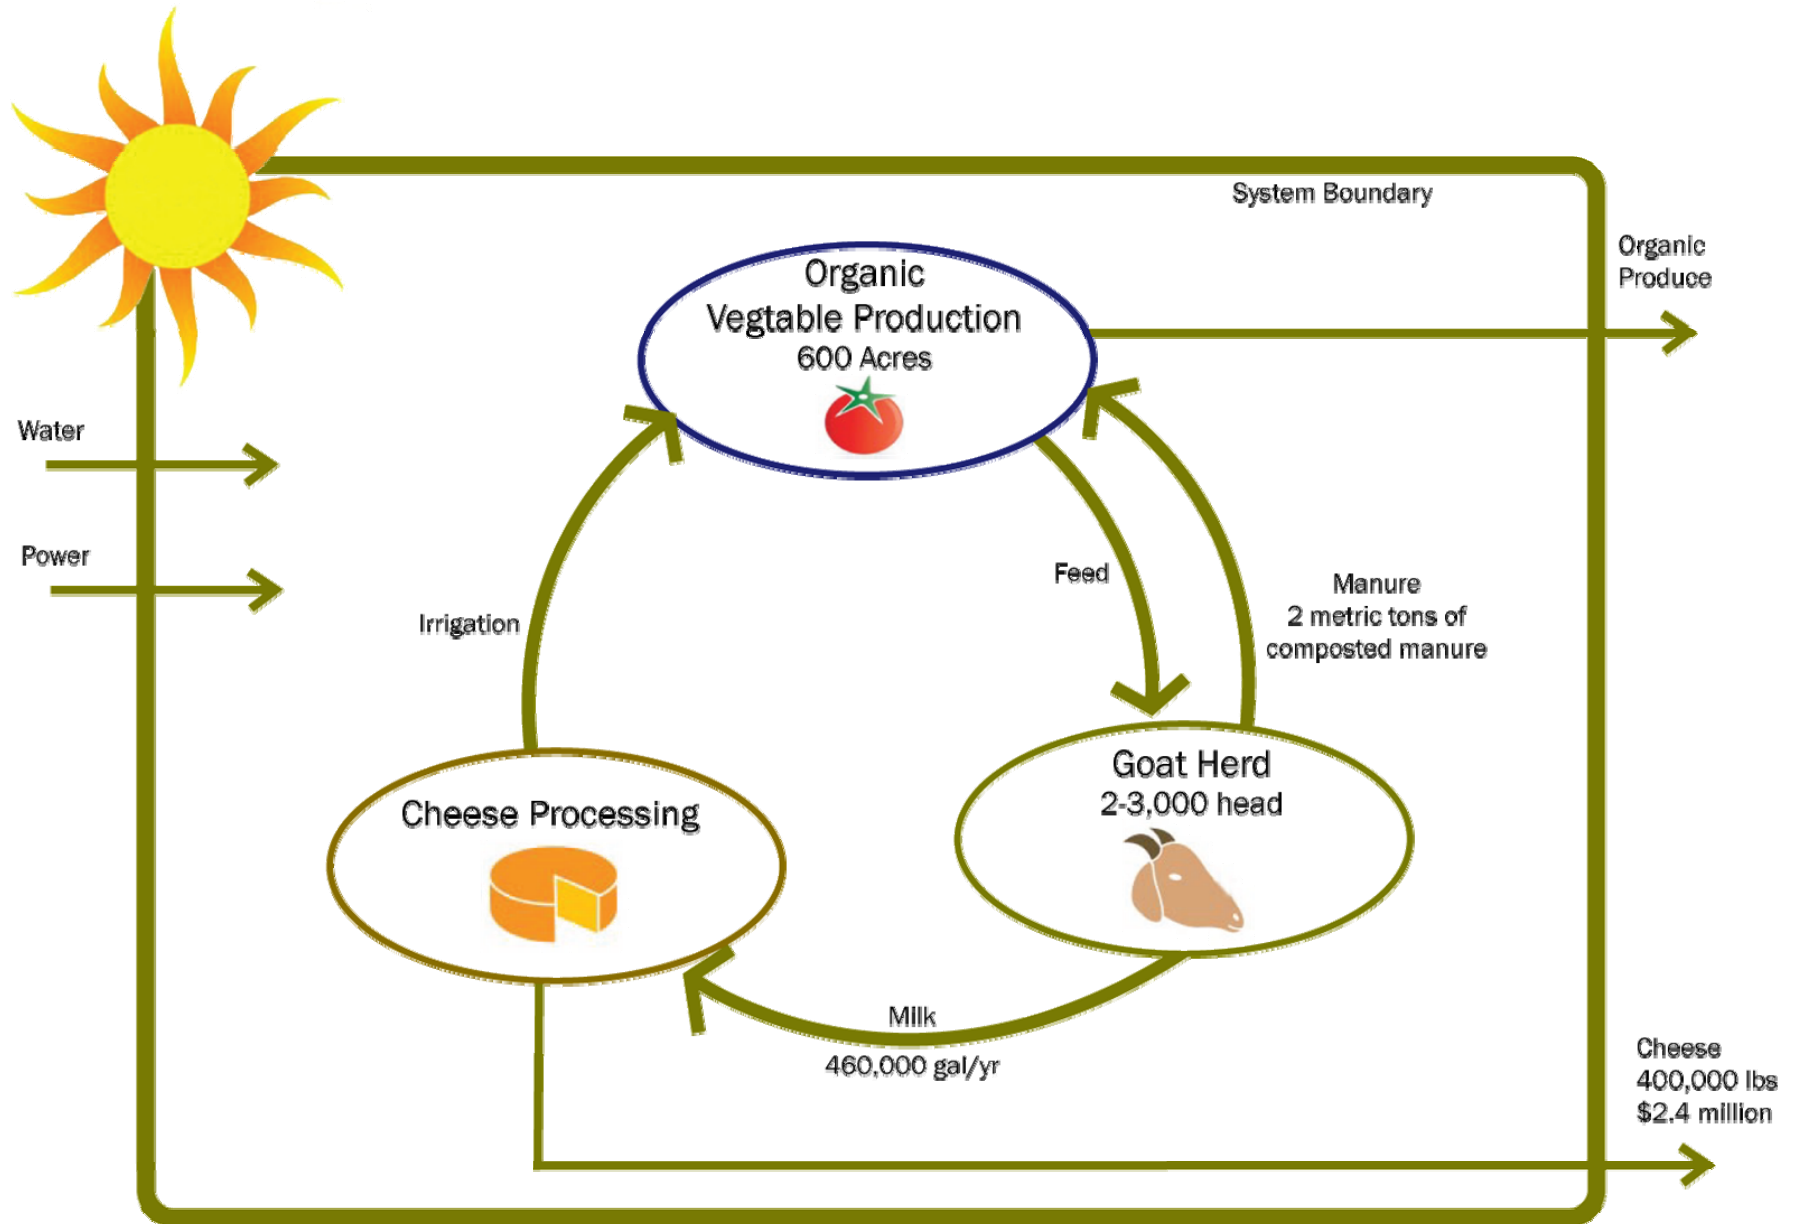 System Boundary
Organic
Produce
Organic
Vegtable Production
600 Acres
Water
Power
Irrigation
Feed
Manure
2 metric tons of
composted manure
Goat Herd
2-3,000 head
Cheese Processing
Milk
460,000 gal/yr
Cheese
400,000 lbs
$2.4 million